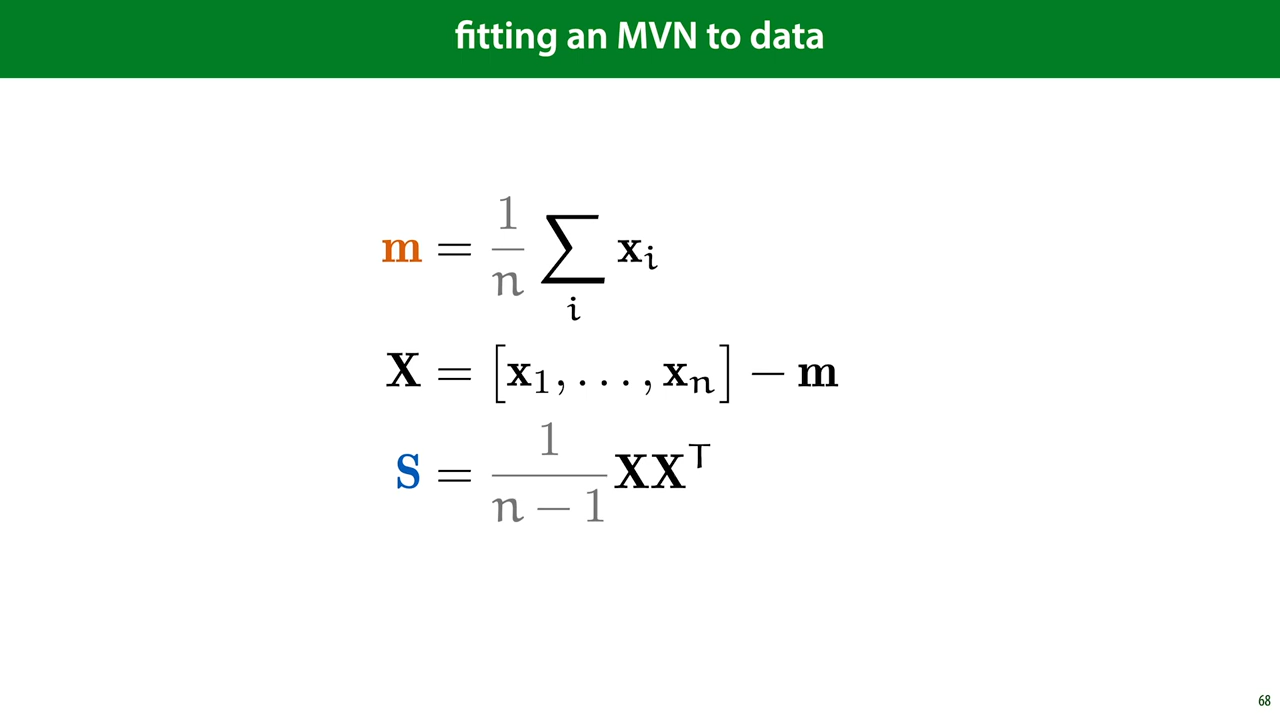 fitting an MVN to data
m = 1/n ∑_i x_i
X = [x_1, . . . , x_n] − m
S = 1/(n − 1) XX^T
68